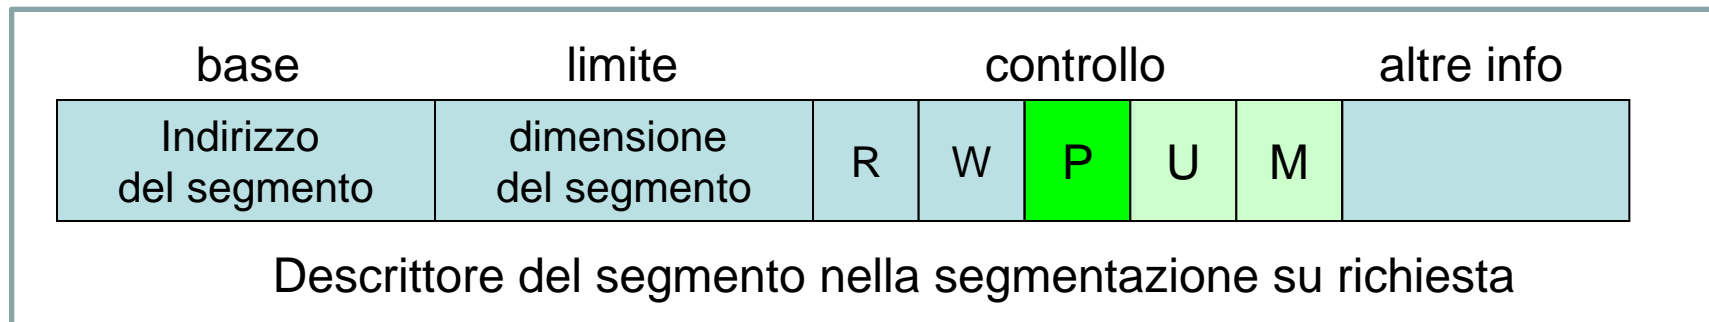 base limite controllo altre info
Indirizzo dimensione R W P U M
del segmento del segmento
Descrittore del segmento nella segmentazione su richiesta